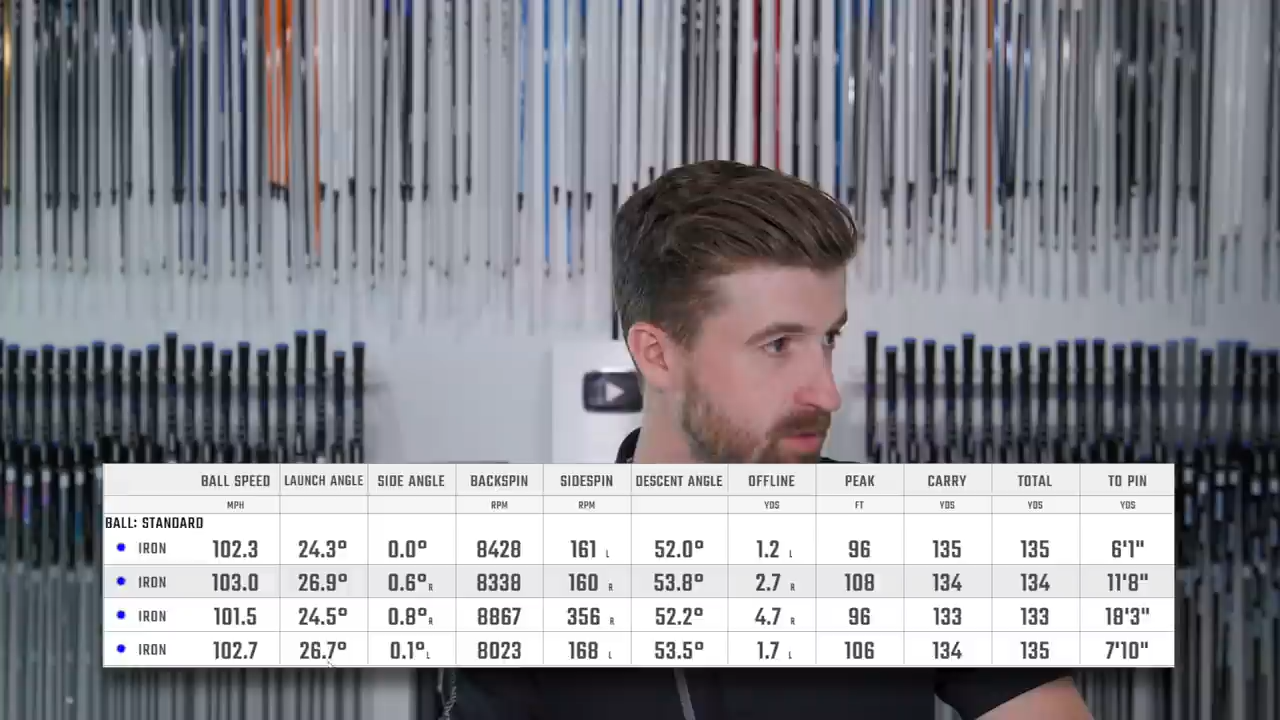 BALL SPEED LAUNCH ANGLE SIDE ANGLE BACKSPIN SIDESPIN DESCENT ANGLE OFFLINE PEAK CARRY TOTAL TO PIN
MPH RPM RPM YDS FT YDS YDS YDS
BALL: STANDARD
IRON 102.3 24.3° 0.0° 8428 161 L 52.0° 1.2 L 96 135 135 6'1"
IRON 103.0 26.9° 0.6° R 8338 160 R 53.8° 2.7 R 108 134 134 11'8"
IRON 101.5 24.5° 0.8° R 8867 356 R 52.2° 4.7 R 96 133 133 18'3"
IRON 102.7 26.7° 0.1° L 8023 168 L 53.5° 1.7 L 106 134 135 7'10"